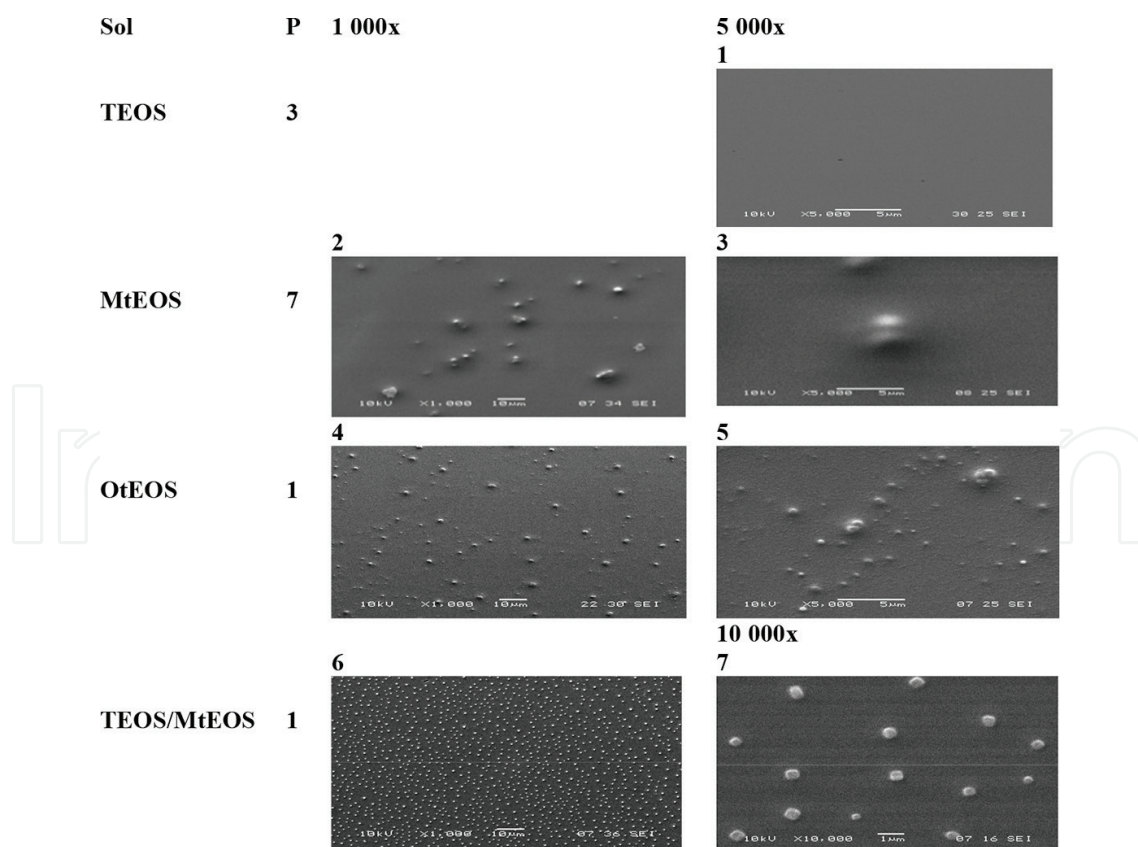 Sol P 1 000x 5 000x
1
TEOS 3
10kV X5,000 5μm 30 25 SEI
2 3
MtEOS 7
10kV X1,000 10μm 07 34 SEI
10kV X5,000 5μm 06 25 SEI
4 5
OtEOS 1
10kV X1,000 10μm 22 30 SEI
10kV X5,000 5μm 07 25 SEI
10 000x
6 7
TEOS/MtEOS 1
10kV X1,000 10μm 07 36 SEI
10kV X10,000 1μm 07 16 SEI